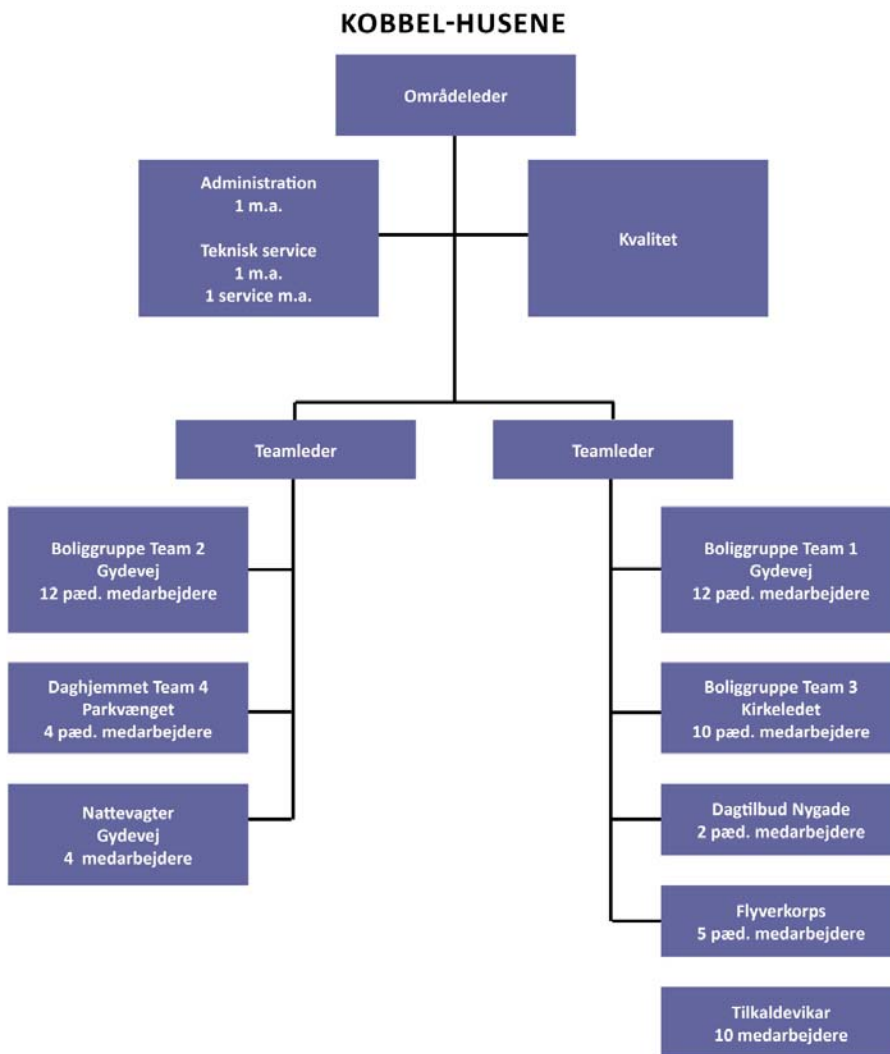 KOBBEL-HUSENE
Områdeleder
Administration
1 m.a.
Teknisk service
1 m.a.
1 service m.a.
Kvalitet
Teamleder
Teamleder
Boliggruppe Team 2
Gydevej
12 pæd. medarbejdere
Daghjemmet Team 4
Parkvænget
4 pæd. medarbejdere
Nattevagter
Gydevej
4 medarbejdere
Boliggruppe Team 1
Gydevej
12 pæd. medarbejdere
Boliggruppe Team 3
Kirkeledet
10 pæd. medarbejdere
Dagtilbud Nygade
2 pæd. medarbejdere
Flyverkorps
5 pæd. medarbejdere
Tilkaldevikar
10 medarbejdere